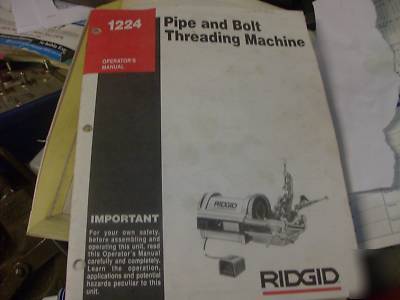 1224
OPERATOR'S
MANUAL
Pipe and Bolt
Threading Machine
RIDGID
IMPORTANT
For your own safety,
before assembling and
operating this unit, read
this Operator's Manual
carefully and completely.
Learn the operation,
applications and potential
hazards peculiar to this
unit.
RIDGID